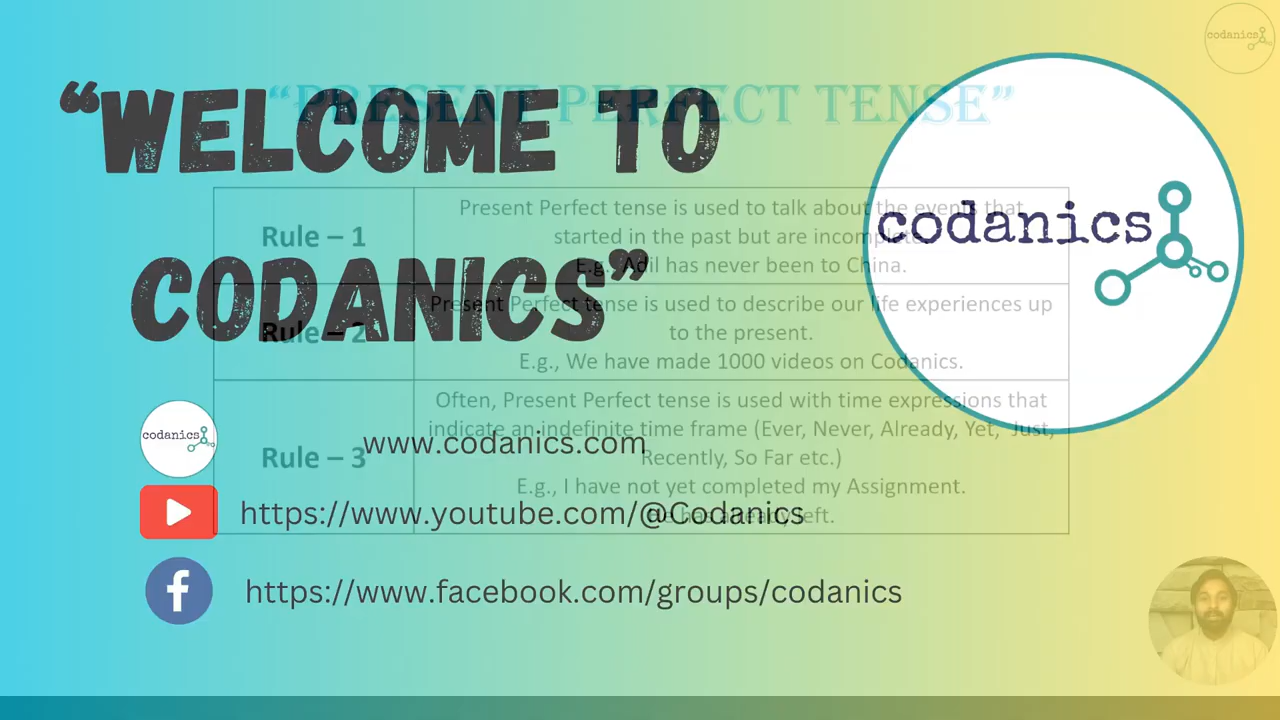 codanics
"WELCOME TO
CODANICS"
codanics
www.codanics.com
https://www.youtube.com/@Codanics
https://www.facebook.com/groups/codanics
codanics
"PRESENT PERFECT TENSE"
Rule – 1
Present Perfect tense is used to talk about the events that
started in the past but are incomplete.
E.g., Adil has never been to China.
Rule – 2
Present Perfect tense is used to describe our life experiences up
to the present.
E.g., We have made 1000 videos on Codanics.
Rule – 3
Often, Present Perfect tense is used with time expressions that
indicate an indefinite time frame (Ever, Never, Already, Yet, Just,
Recently, So Far etc.)
E.g., I have not yet completed my Assignment.
He has already left.